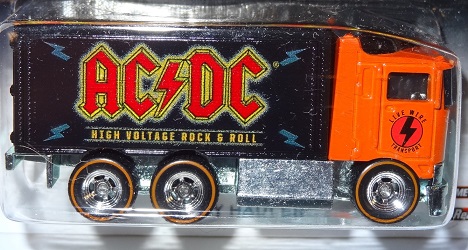 AC⚡DC®
HIGH VOLTAGE ROCK & ROLL
LIVE WIRE
TRANSPORT